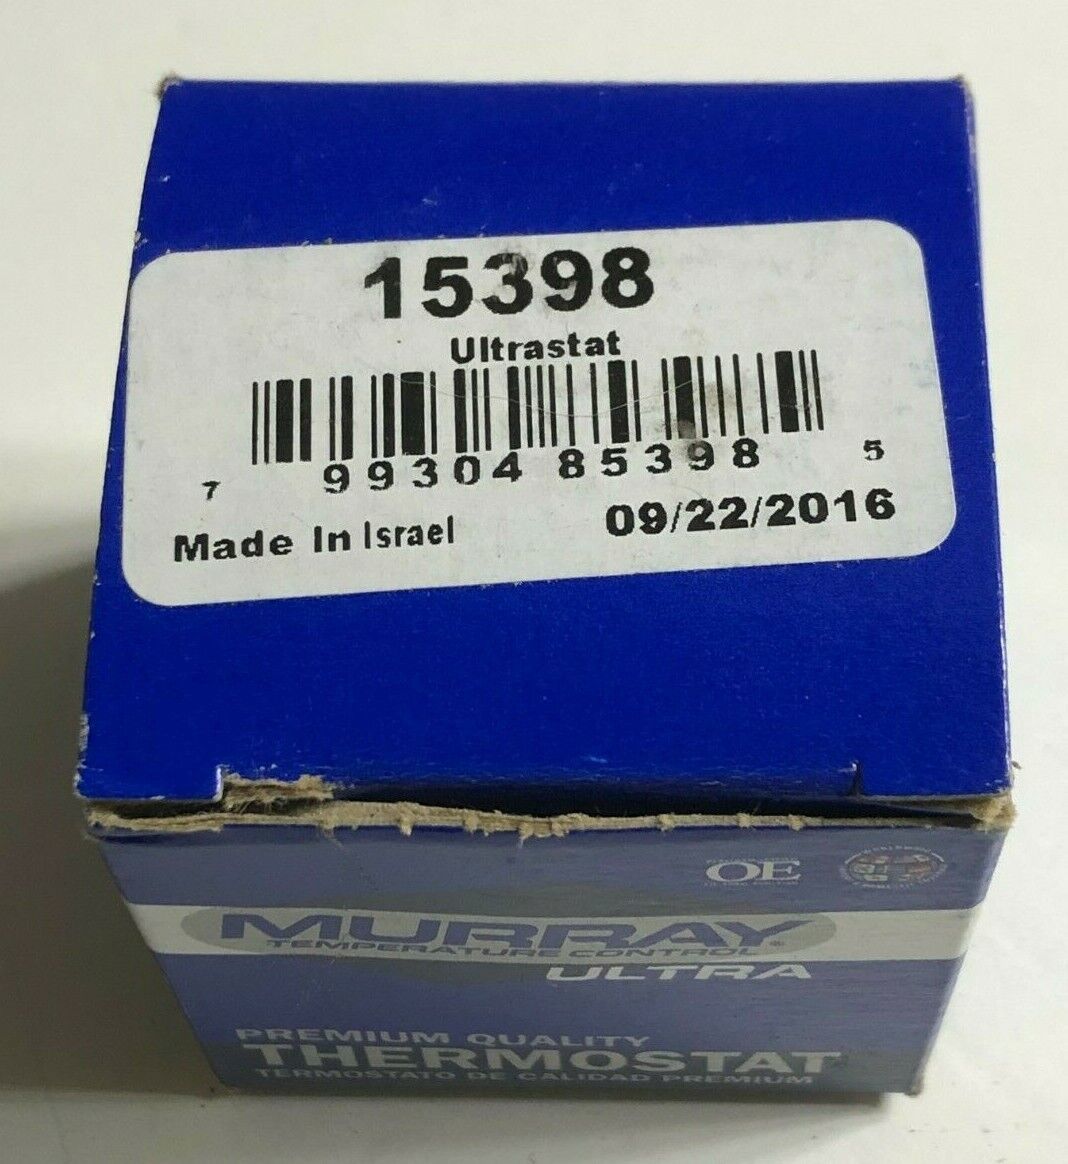 15398
Ultrastat
7 99304 85398 5
Made In Israel 09/22/2016
OE
MURRAY
TEMPERATURE CONTROL
ULTRA
PREMIUM QUALITY
THERMOSTAT
TERMOSTATO DE CALIDAD PREMIUM